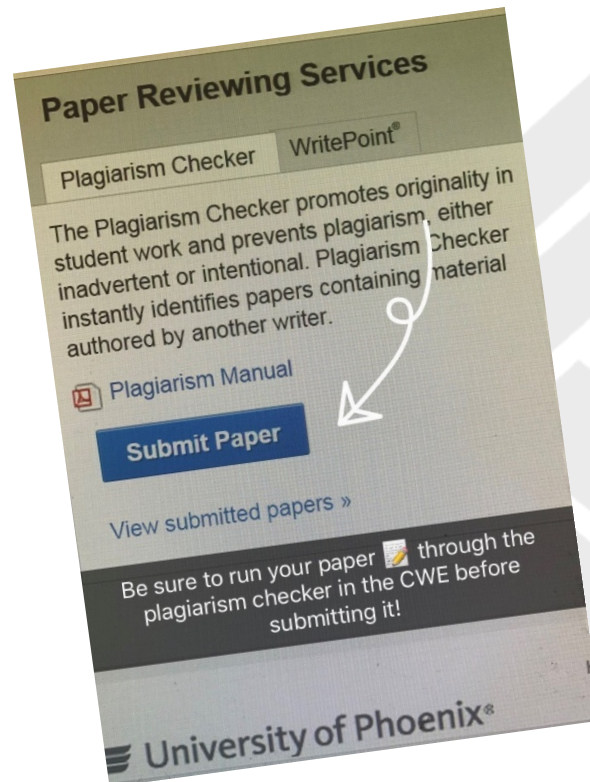 Paper Reviewing Services
Plagiarism Checker WritePoint®
The Plagiarism Checker promotes originality in
student work and prevents plagiarism, either
inadvertent or intentional. Plagiarism Checker
instantly identifies papers containing material
authored by another writer.
Plagiarism Manual
Submit Paper
View submitted papers »
Be sure to run your paper 📝 through the
plagiarism checker in the CWE before
submitting it!
University of Phoenix®